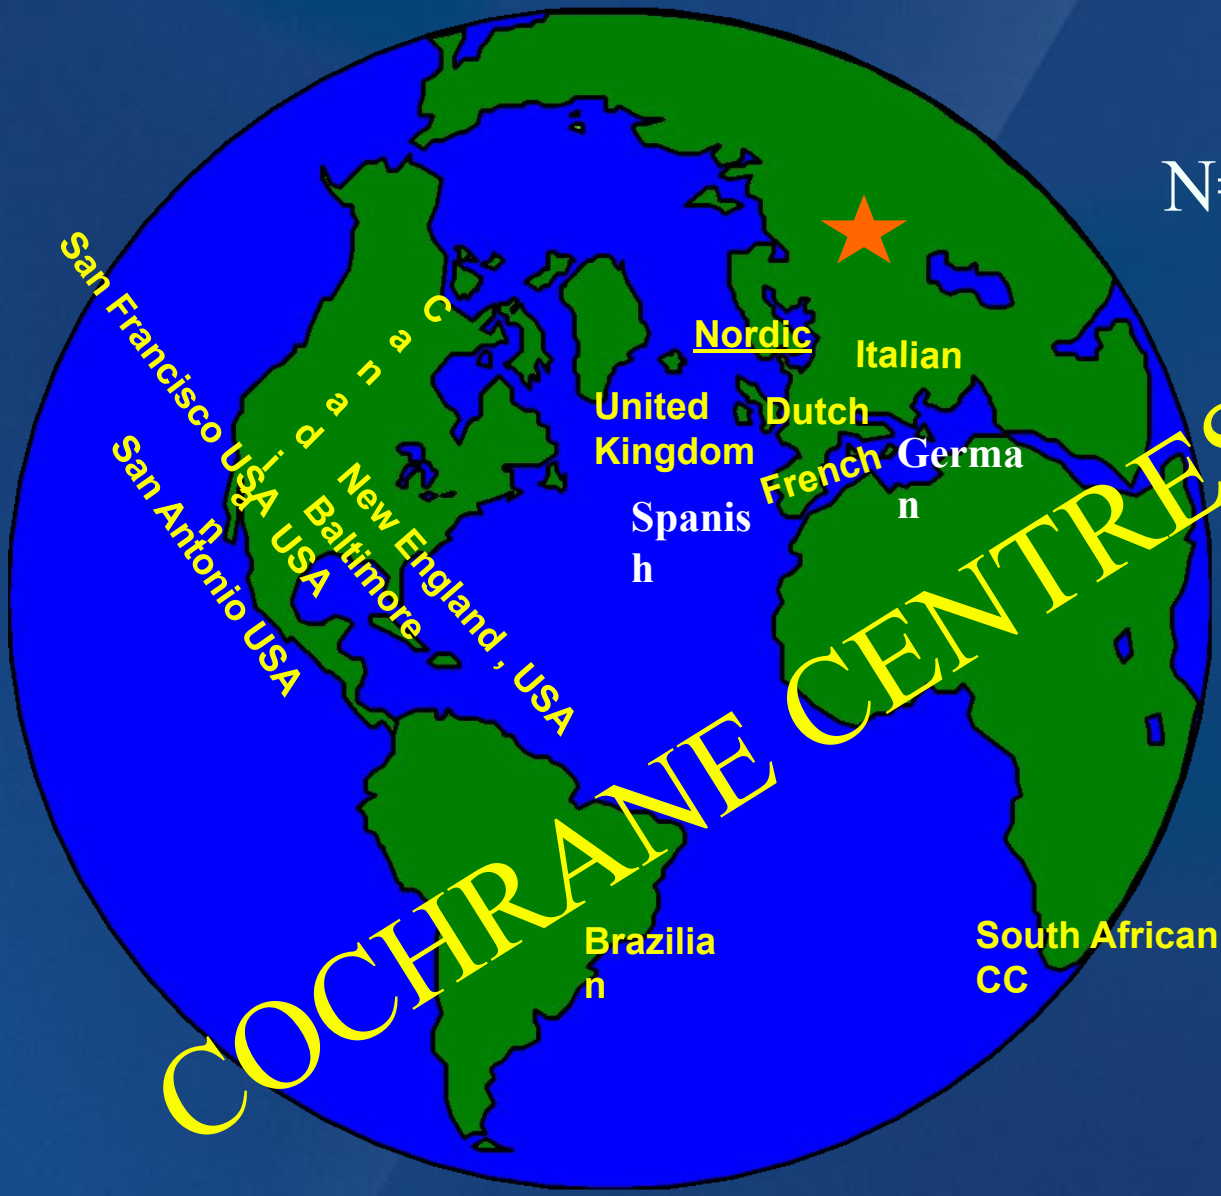 N=
San Francisco USA
Canadian
Nordic
Italian
United
Kingdom
Dutch
French
Germa
n
San Antonio USA
Baltimore
USA
New England , USA
Spanis
h
COCHRANE CENTRES
Brazilia
n
South African
CC